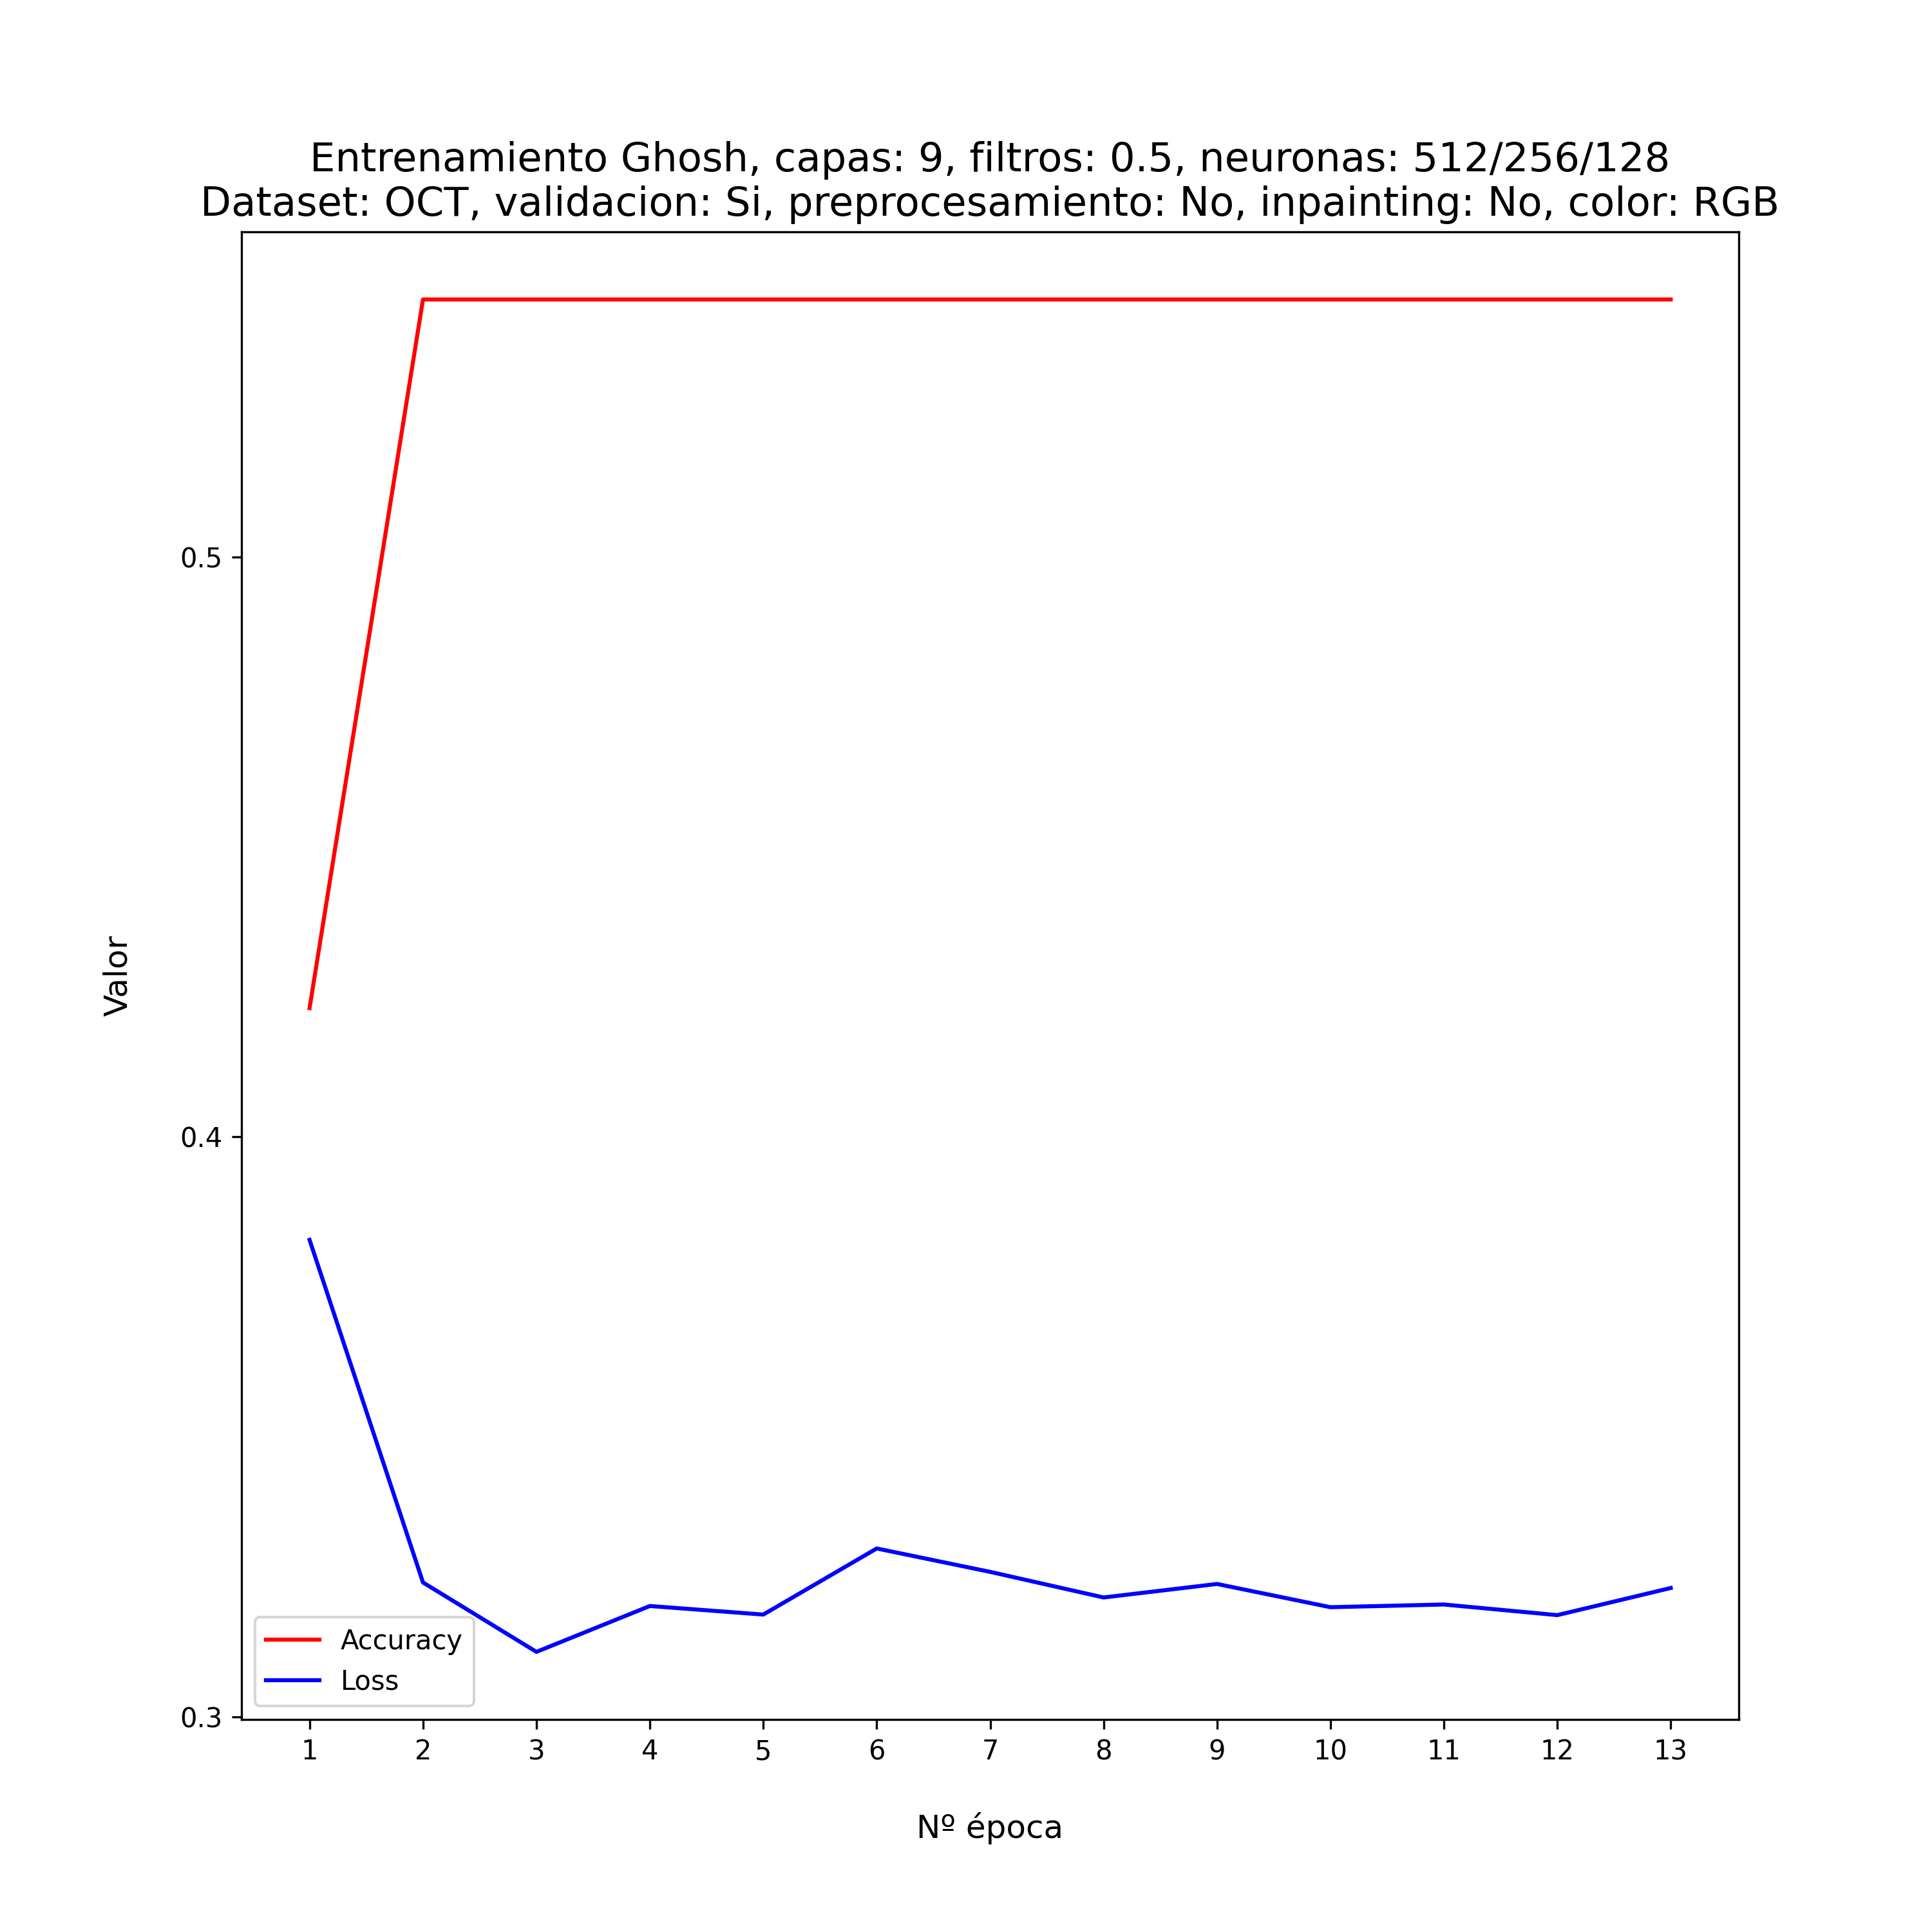 Entrenamiento Ghosh, capas: 9, filtros: 0.5, neuronas: 512/256/128
Dataset: OCT, validacion: Si, preprocesamiento: No, inpainting: No, color: RGB
Valor
0.5
0.4
0.3
Accuracy
Loss
1 2 3 4 5 6 7 8 9 10 11 12 13
Nº época